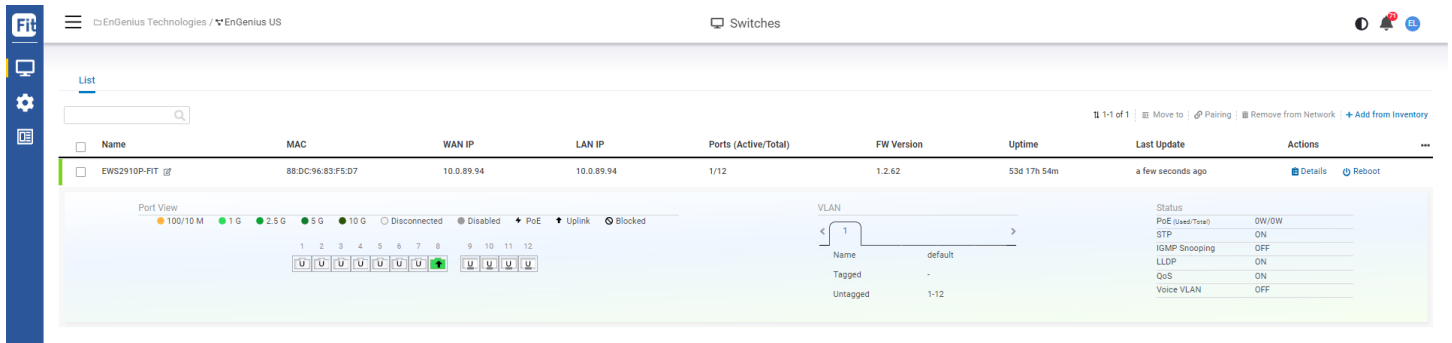 Fit
EnGenius Technologies / EnGenius US
Switches
71
EL
List
1-1 of 1 Move to Pairing Remove from Network + Add from Inventory
Name MAC WAN IP LAN IP Ports (Active/Total) FW Version Uptime Last Update Actions
EWS2910P-FIT 88:DC:96:83:F5:D7 10.0.89.94 10.0.89.94 1/12 1.2.62 53d 17h 54m a few seconds ago Details Reboot
Port View
100/10 M 1 G 2.5 G 5 G 10 G Disconnected Disabled PoE Uplink Blocked
1 2 3 4 5 6 7 8 9 10 11 12
U U U U U U U U U U U
VLAN
1
Name default
Tagged -
Untagged 1-12
Status
PoE (Used/Total) 0W/0W
STP ON
IGMP Snooping OFF
LLDP ON
QoS ON
Voice VLAN OFF